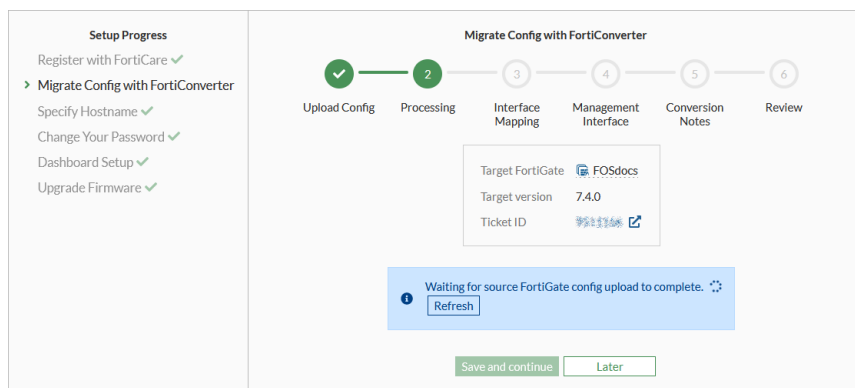 Setup Progress
Register with FortiCare
Migrate Config with FortiConverter
Specify Hostname
Change Your Password
Dashboard Setup
Upgrade Firmware
Migrate Config with FortiConverter
2
3
4
5
6
Upload Config
Processing
Interface
Mapping
Management
Interface
Conversion
Notes
Review
Target FortiGate FOSdocs
Target version 7.4.0
Ticket ID
Waiting for source FortiGate config upload to complete.
Refresh
Save and continue
Later